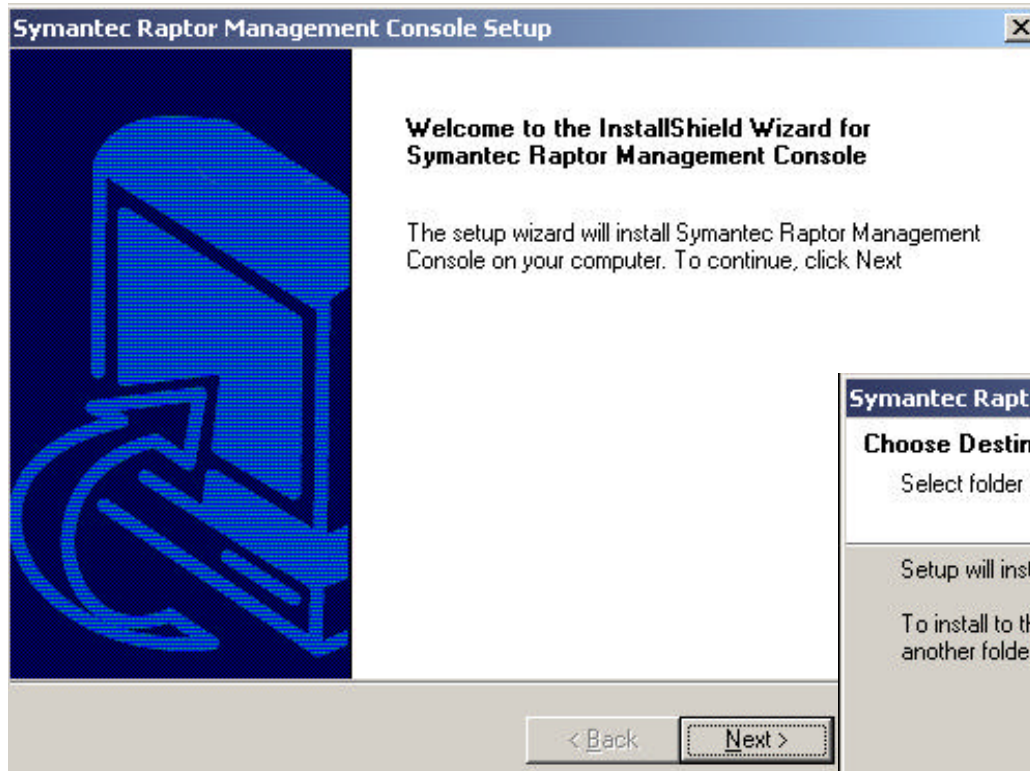 Symantec Raptor Management Console Setup
Welcome to the InstallShield Wizard for
Symantec Raptor Management Console
The setup wizard will install Symantec Raptor Management
Console on your computer. To continue, click Next
< Back
Next >
Symantec Rapt
Choose Destin
Select folder
Setup will inst
To install to th
another folde